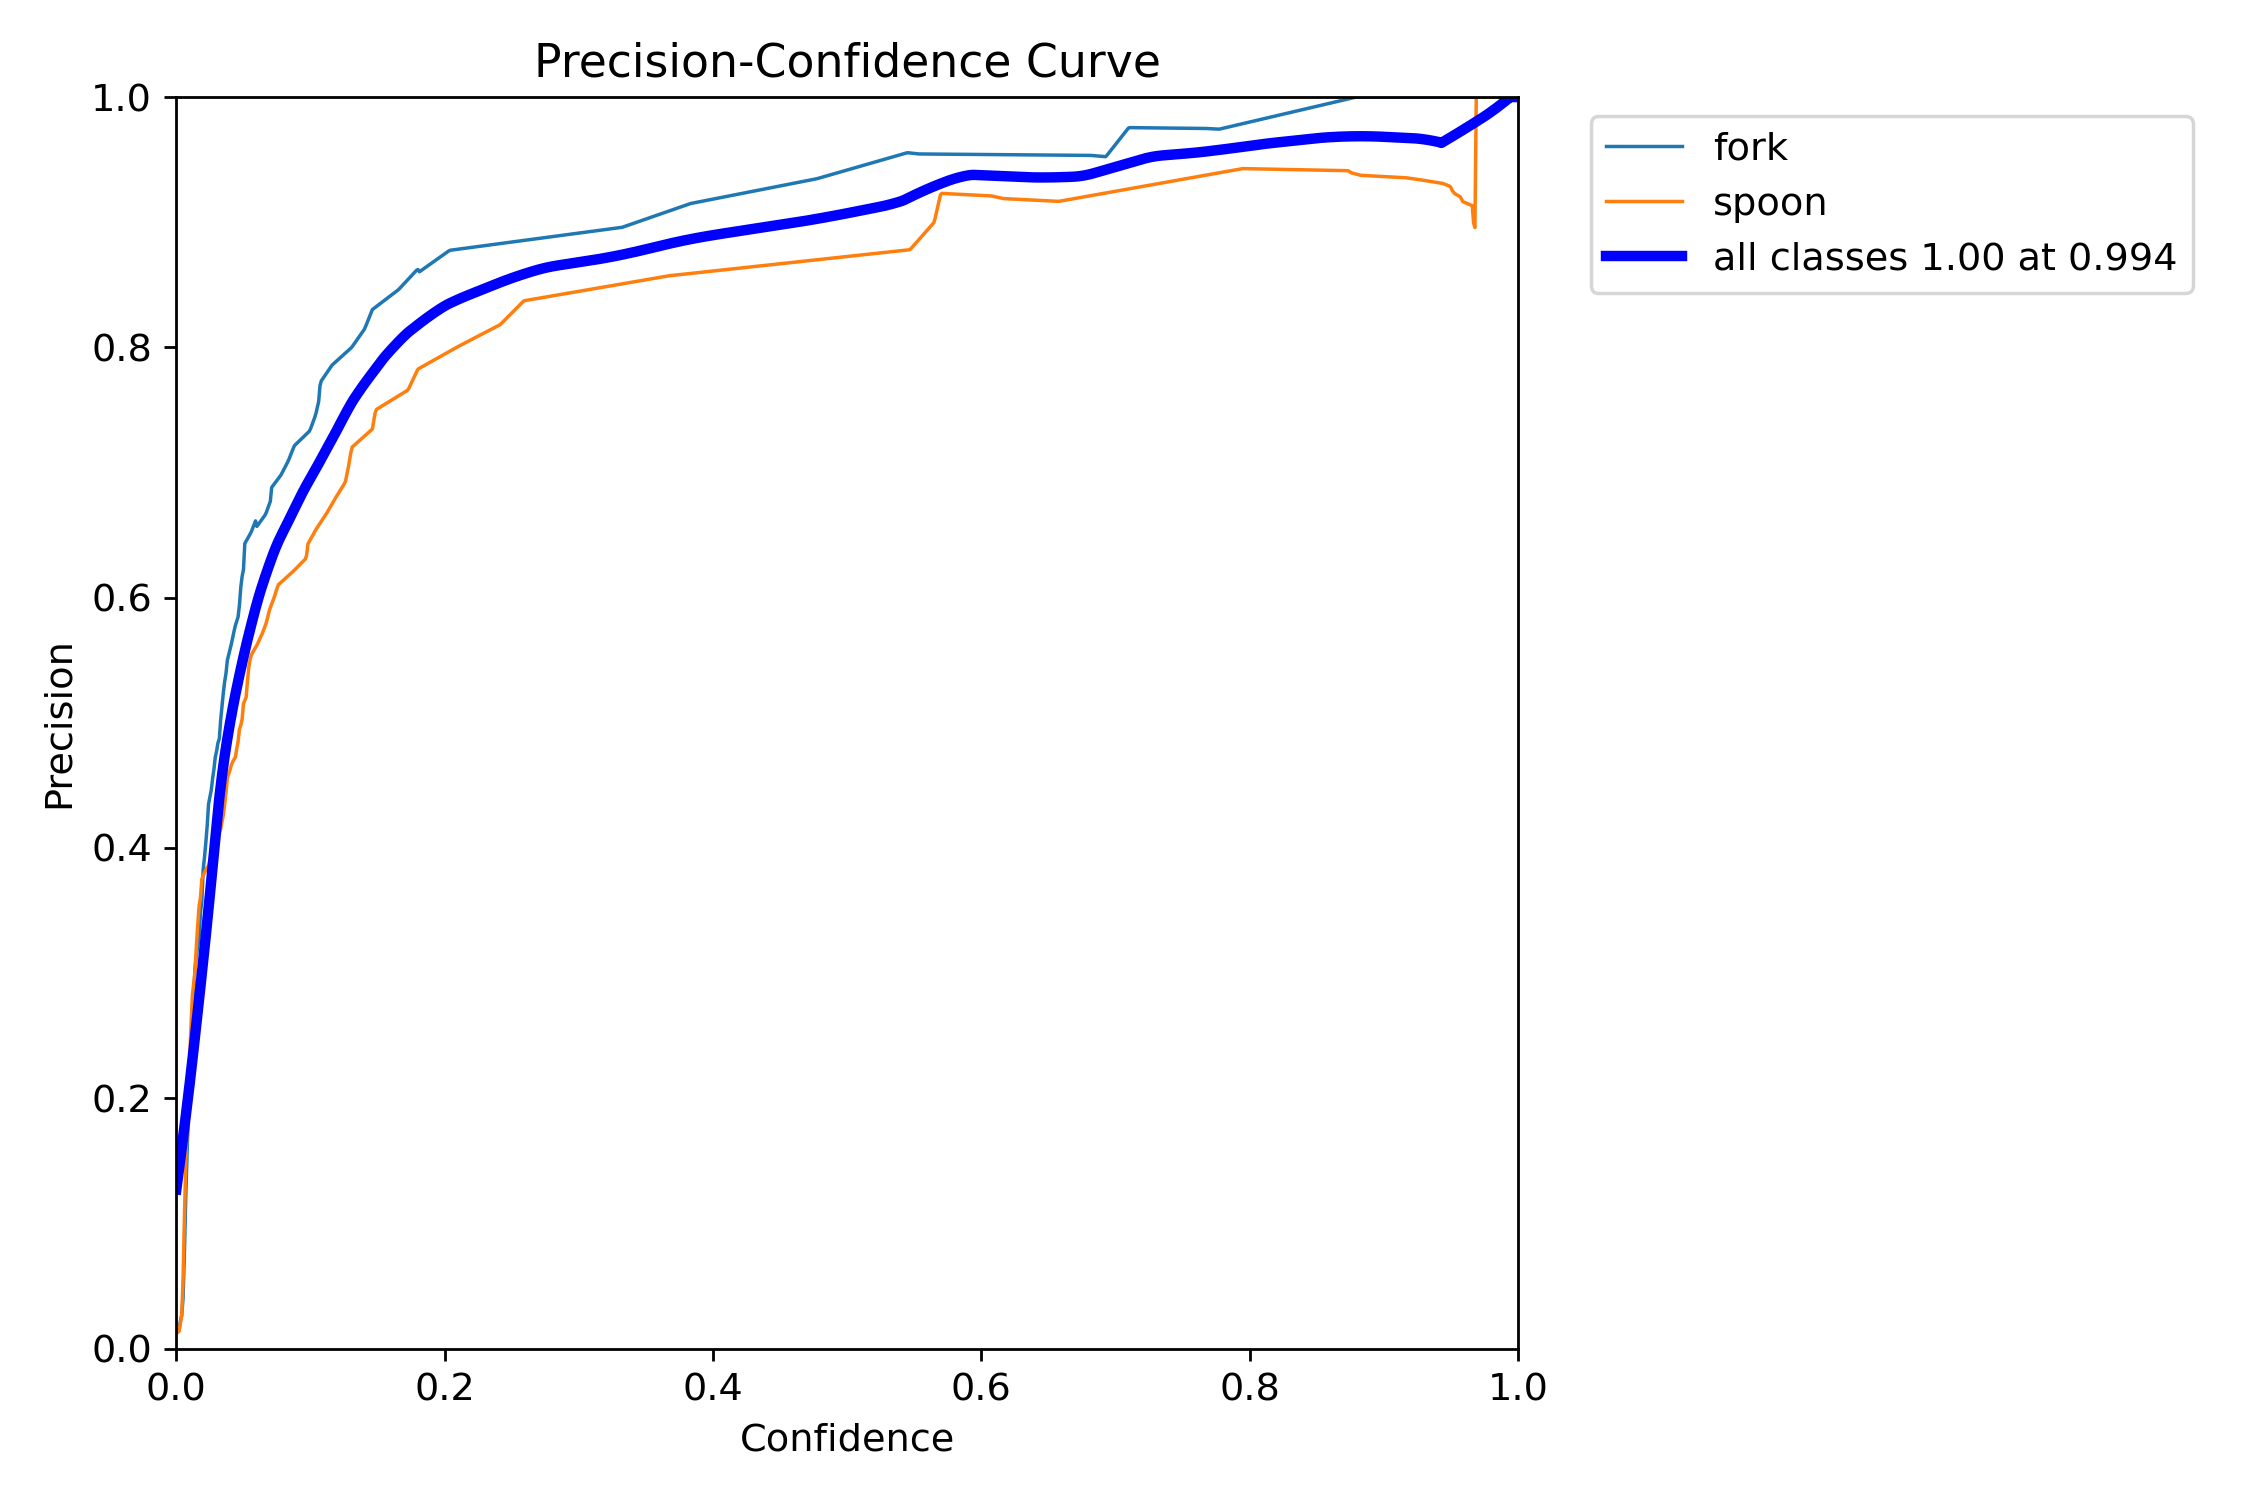 Precision-Confidence Curve
1.0
0.8
0.6
0.4
0.2
0.0
Precision
0.0 0.2 0.4 0.6 0.8 1.0
Confidence
fork
spoon
all classes 1.00 at 0.994